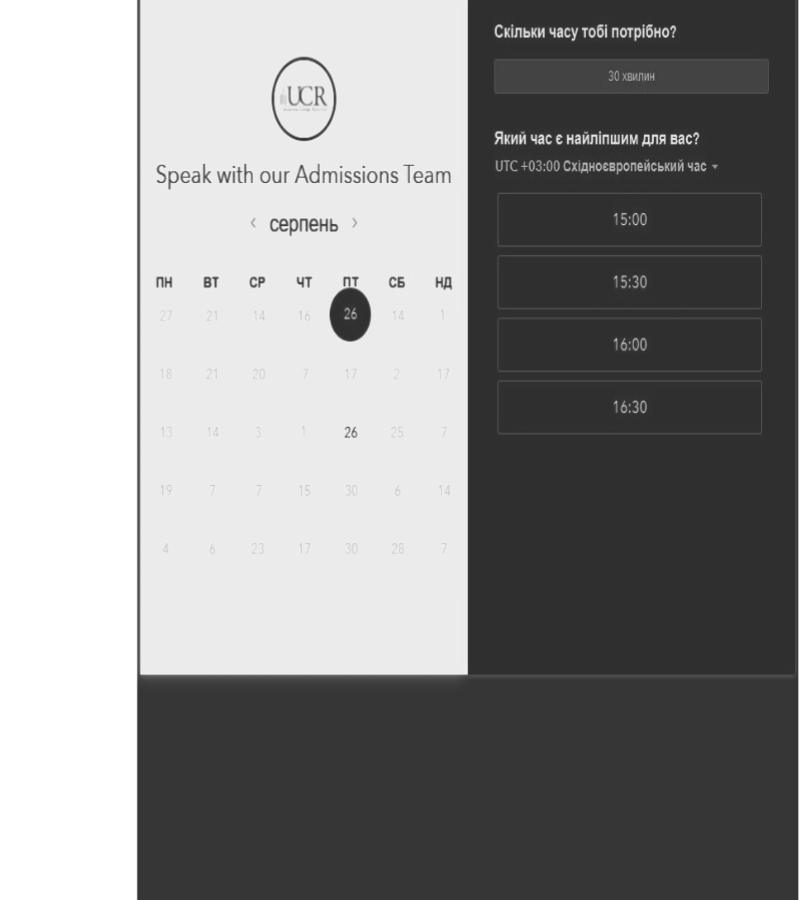 UCR
Speak with our Admissions Team
‹ серпень ›
ПН ВТ СР ЧТ ПТ СБ НД
27 21 14 16 26 14 1
18 21 20 7 17 2 17
13 14 3 1 26 25 7
19 7 7 15 30 6 14
4 6 23 17 30 28 7
Скільки часу тобі потрібно?
30 хвилин
Який час є найліпшим для вас?
UTC +03:00 Східноєвропейський час
15:00
15:30
16:00
16:30